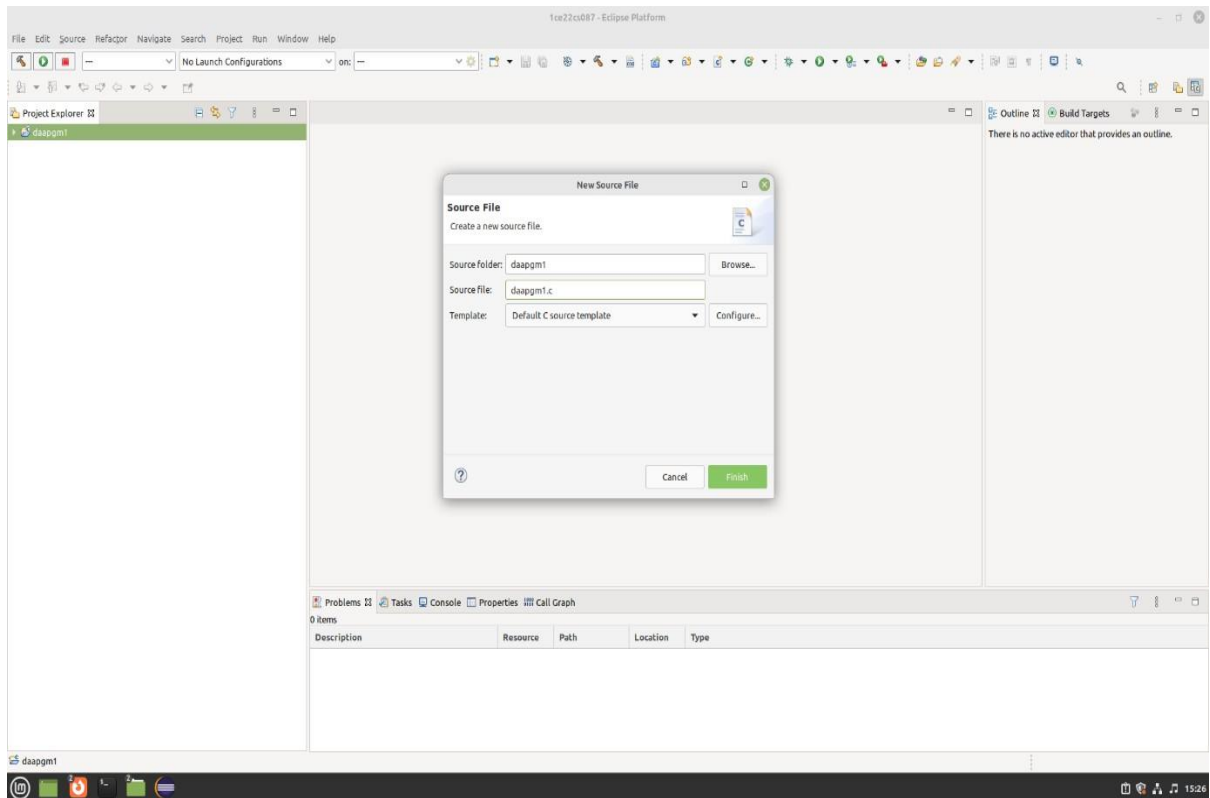 1ce22cs087 - Eclipse Platform
File Edit Source Refactor Navigate Search Project Run Window Help
No Launch Configurations on:
Project Explorer
Outline Build Targets
daapgm1
There is no active editor that provides an outline.
New Source File
Source File
Create a new source file.
C
Source folder: daapgm1 Browse...
Source file: daapgm1.c
Template: Default C source template Configure...
? Cancel Finish
Problems Tasks Console Properties Call Graph
0 items
Description Resource Path Location Type
daapgm1
2 2 15:26